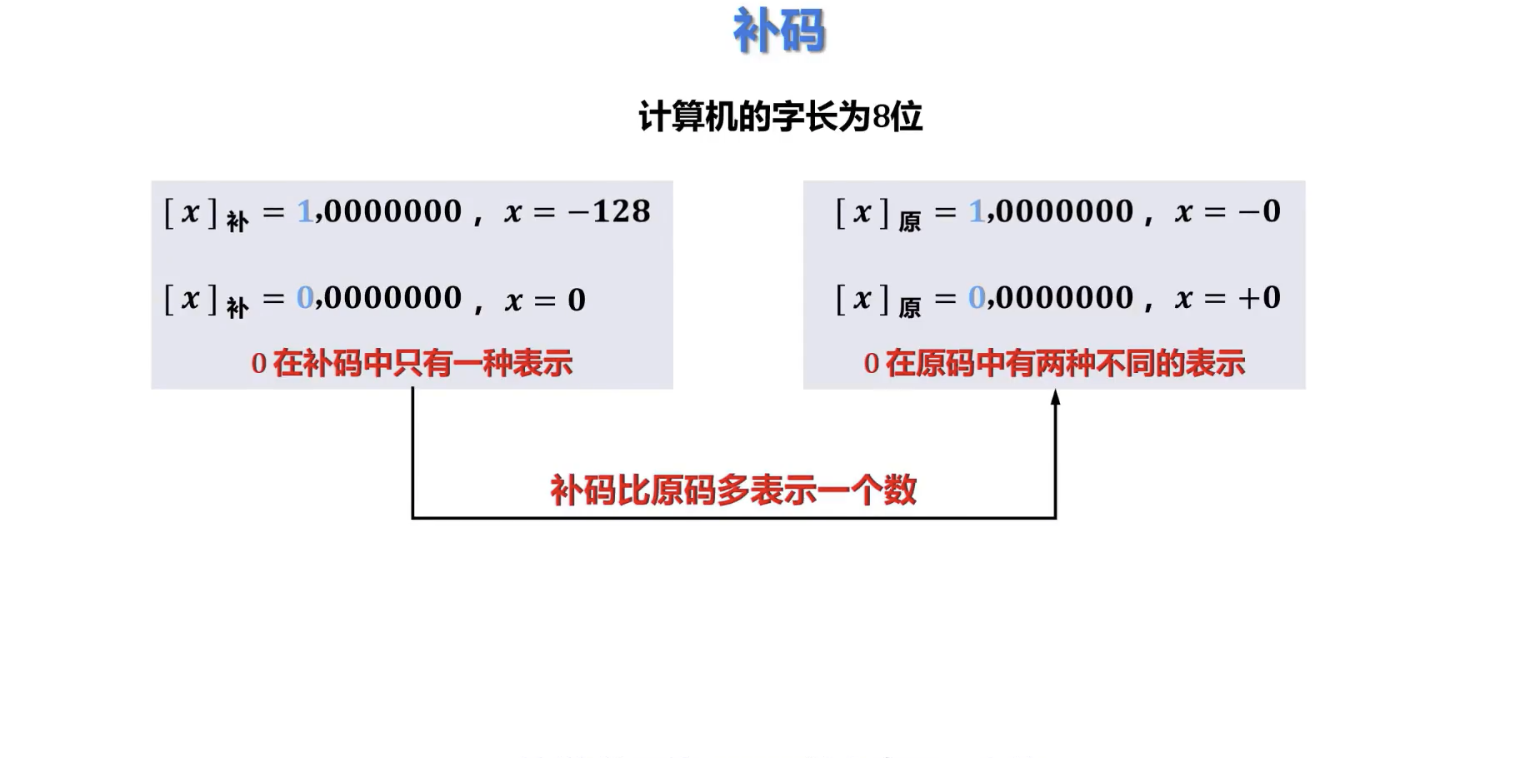 补码
计算机的字长为8位
[ x ]补 = 1,0000000 , x = −128
[ x ]补 = 0,0000000 , x = 0
0 在补码中只有一种表示
[ x ]原 = 1,0000000 , x = −0
[ x ]原 = 0,0000000 , x = +0
0 在原码中有两种不同的表示
补码比原码多表示一个数